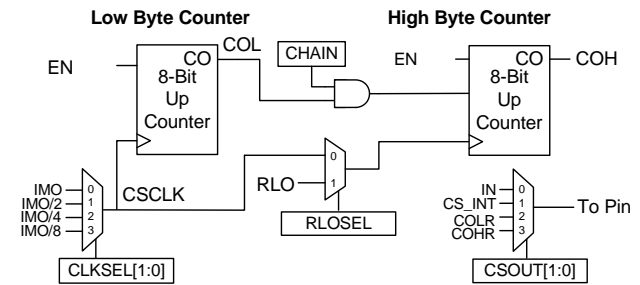 Low Byte Counter
High Byte Counter
EN
CO
8-Bit
Up
Counter
COL
CHAIN
EN
CO
8-Bit
Up
Counter
COH
IMO
IMO/2
IMO/4
IMO/8
0
1
2
3
CSCLK
CLKSEL[1:0]
RLO
0
1
RLOSEL
IN
CS_INT
COLR
COHR
0
1
2
3
To Pin
CSOUT[1:0]